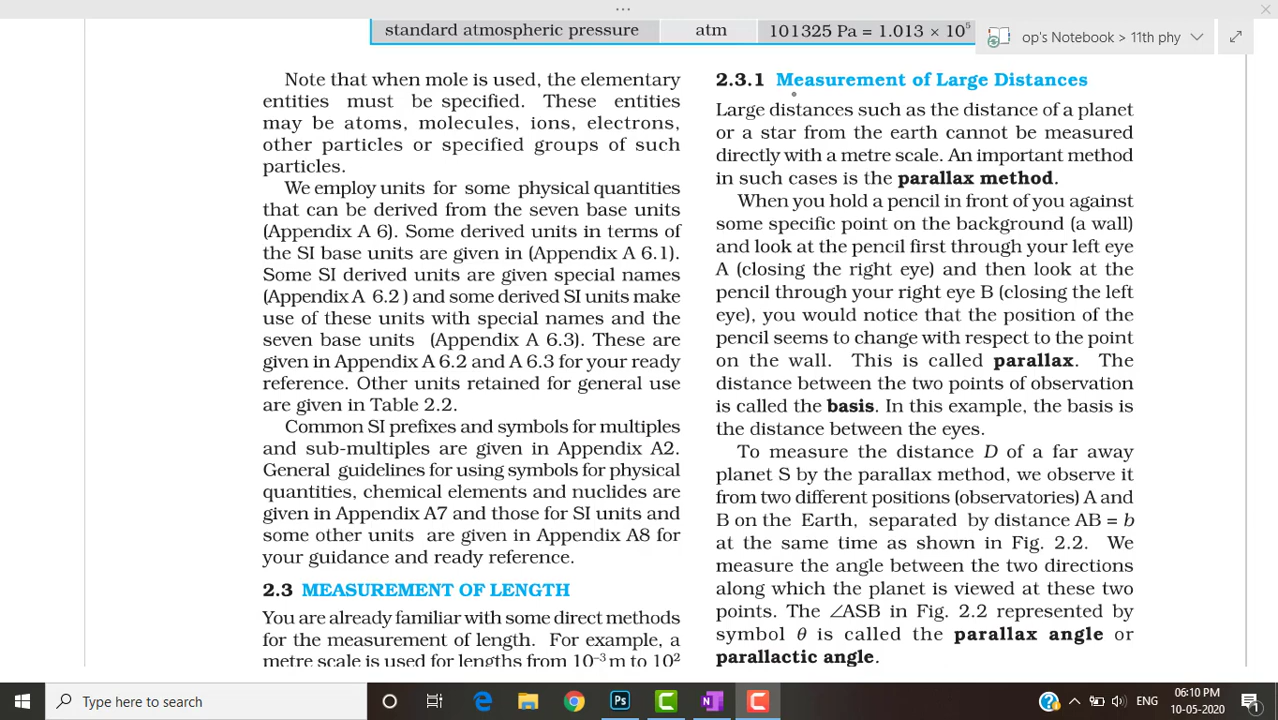 standard atmospheric pressure atm 101325 Pa = 1.013 × 10⁵
op's Notebook > 11th phy
Note that when mole is used, the elementary
entities must be specified. These entities
may be atoms, molecules, ions, electrons,
other particles or specified groups of such
particles.
We employ units for some physical quantities
that can be derived from the seven base units
(Appendix A 6). Some derived units in terms of
the SI base units are given in (Appendix A 6.1).
Some SI derived units are given special names
(Appendix A 6.2 ) and some derived SI units make
use of these units with special names and the
seven base units (Appendix A 6.3). These are
given in Appendix A 6.2 and A 6.3 for your ready
reference. Other units retained for general use
are given in Table 2.2.
Common SI prefixes and symbols for multiples
and sub-multiples are given in Appendix A2.
General guidelines for using symbols for physical
quantities, chemical elements and nuclides are
given in Appendix A7 and those for SI units and
some other units are given in Appendix A8 for
your guidance and ready reference.
2.3 MEASUREMENT OF LENGTH
You are already familiar with some direct methods
for the measurement of length. For example, a
metre scale is used for lengths from 10⁻³ m to 10²
2.3.1 Measurement of Large Distances
Large distances such as the distance of a planet
or a star from the earth cannot be measured
directly with a metre scale. An important method
in such cases is the parallax method.
When you hold a pencil in front of you against
some specific point on the background (a wall)
and look at the pencil first through your left eye
A (closing the right eye) and then look at the
pencil through your right eye B (closing the left
eye), you would notice that the position of the
pencil seems to change with respect to the point
on the wall. This is called parallax. The
distance between the two points of observation
is called the basis. In this example, the basis is
the distance between the eyes.
To measure the distance D of a far away
planet S by the parallax method, we observe it
from two different positions (observatories) A and
B on the Earth, separated by distance AB = b
at the same time as shown in Fig. 2.2. We
measure the angle between the two directions
along which the planet is viewed at these two
points. The ∠ASB in Fig. 2.2 represented by
symbol θ is called the parallax angle or
parallactic angle.
Type here to search
ENG
06:10 PM
10-05-2020